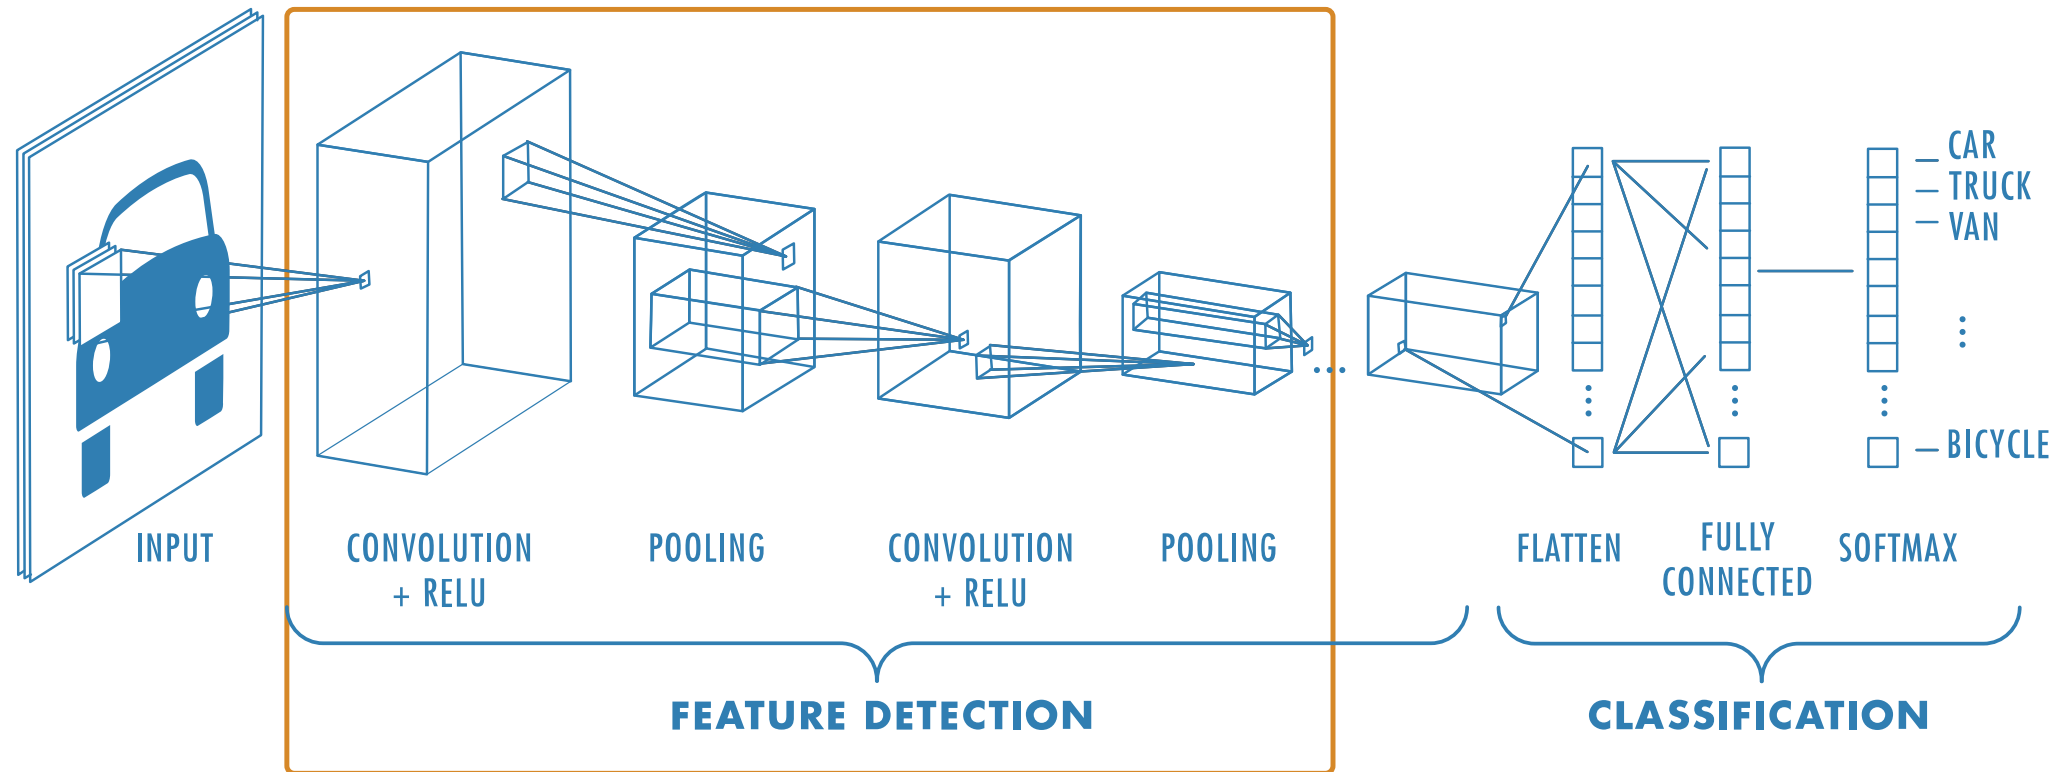 CAR
TRUCK
VAN
BICYCLE
INPUT
CONVOLUTION
+ RELU
POOLING
CONVOLUTION
+ RELU
POOLING
FLATTEN
FULLY
CONNECTED
SOFTMAX
FEATURE DETECTION
CLASSIFICATION